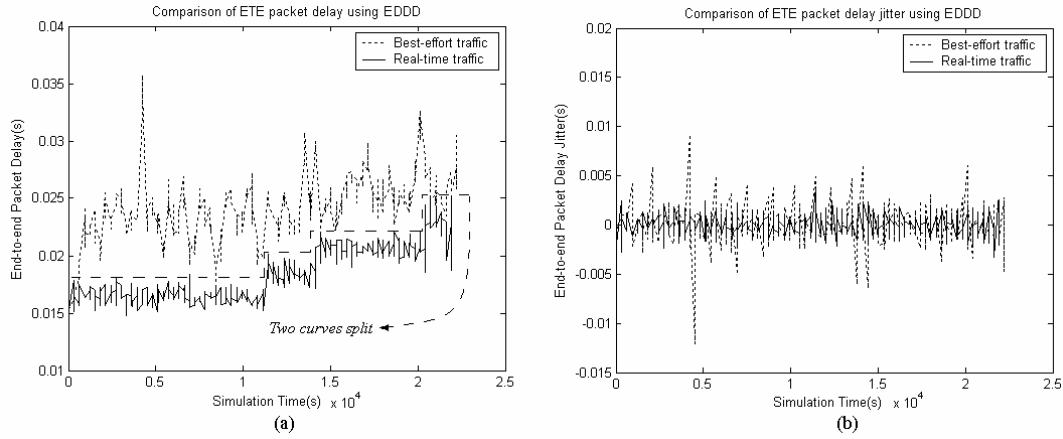 Comparison of ETE packet delay using EDDD
Best-effort traffic
Real-time traffic
0.04
0.035
0.03
0.025
0.02
0.015
0.01
End-to-end Packet Delay(s)
Two curves split
0
0.5
1
1.5
2
2.5
Simulation Time(s)
x 10^4
(a)
Comparison of ETE packet delay jitter using EDDD
Best-effort traffic
Real-time traffic
0.02
0.015
0.01
0.005
0
-0.005
-0.01
-0.015
End-to-end Packet Delay Jitter(s)
0
0.5
1
1.5
2
2.5
Simulation Time(s)
x 10^4
(b)